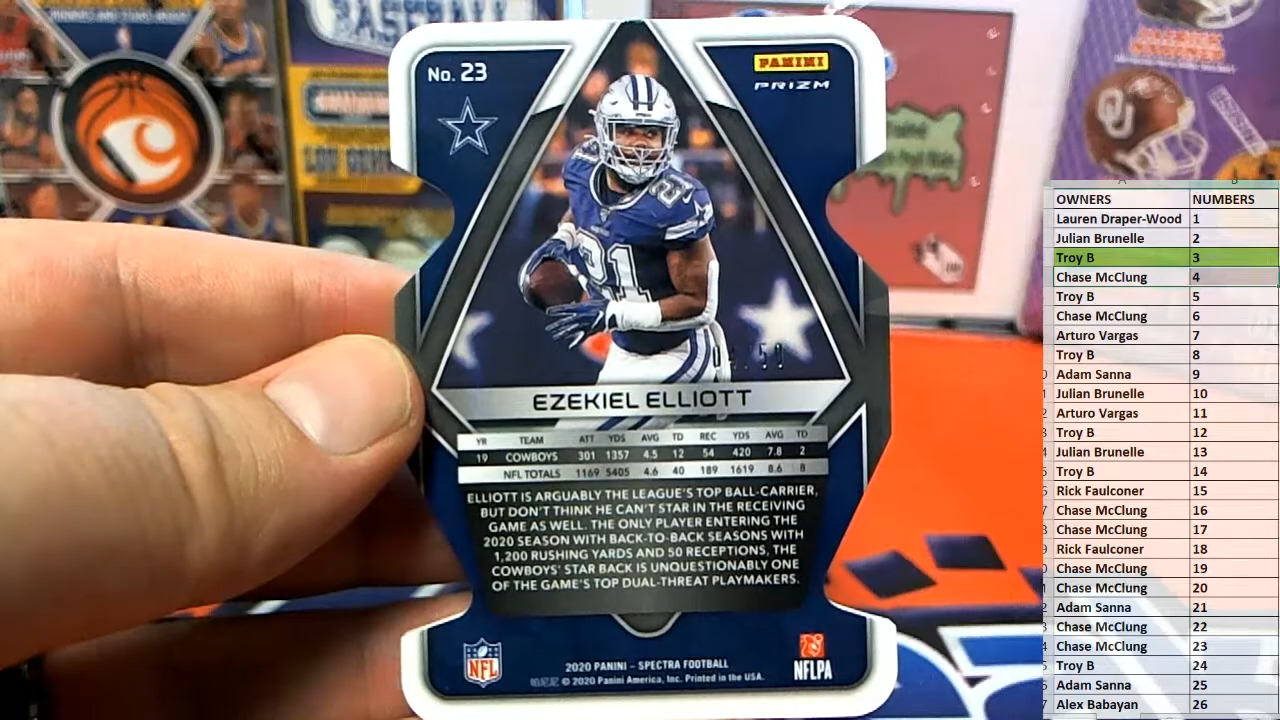 BASEBALL
No. 23
PANINI
PRIZM
21
21
EZEKIEL ELLIOTT
YR TEAM ATT YDS AVG TD REC YDS AVG TD
19 COWBOYS 301 1357 4.5 12 54 420 7.8 2
NFL TOTALS 1169 5405 4.6 40 189 1619 8.6 8
ELLIOTT IS ARGUABLY THE LEAGUE'S TOP BALL-CARRIER,
BUT DON'T THINK HE CAN'T STAR IN THE RECEIVING
GAME AS WELL. THE ONLY PLAYER ENTERING THE
2020 SEASON WITH BACK-TO-BACK SEASONS WITH
1,200 RUSHING YARDS AND 50 RECEPTIONS, THE
COWBOYS' STAR BACK IS UNQUESTIONABLY ONE
OF THE GAME'S TOP DUAL-THREAT PLAYMAKERS.
NFL
2020 PANINI – SPECTRA FOOTBALL
© 2020 Panini America, Inc. Printed in the USA.
NFLPA
OU
OWNERS NUMBERS
Lauren Draper-Wood 1
Julian Brunelle 2
Troy B 3
Chase McClung 4
Troy B 5
Chase McClung 6
Arturo Vargas 7
Troy B 8
Adam Sanna 9
Julian Brunelle 10
Arturo Vargas 11
Troy B 12
Julian Brunelle 13
Troy B 14
Rick Faulconer 15
Chase McClung 16
Chase McClung 17
Rick Faulconer 18
Chase McClung 19
Chase McClung 20
Adam Sanna 21
Chase McClung 22
Chase McClung 23
Troy B 24
Adam Sanna 25
Alex Babayan 26